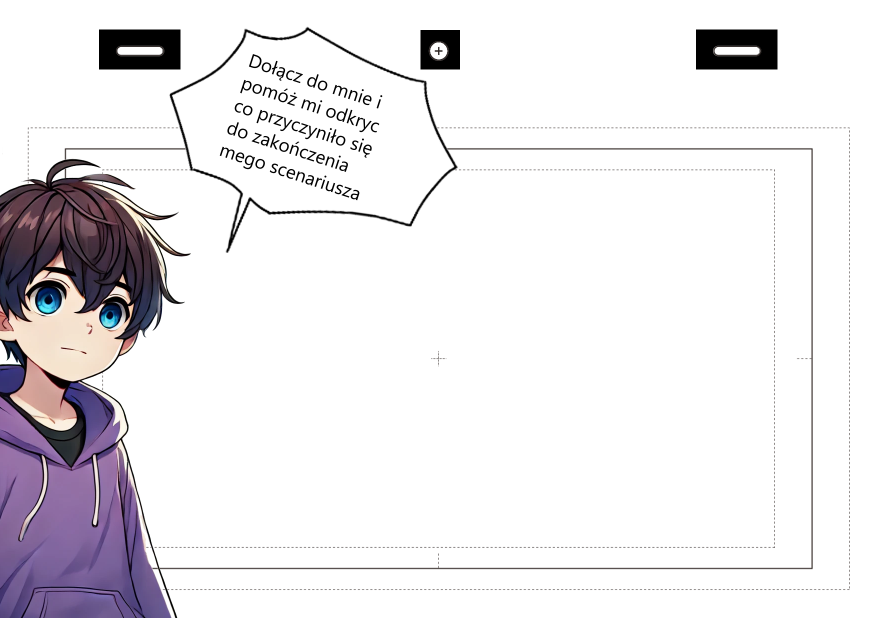 Dołącz do mnie i
pomóż mi odkryc
co przyczyniło się
do zakończenia
mego scenariusza